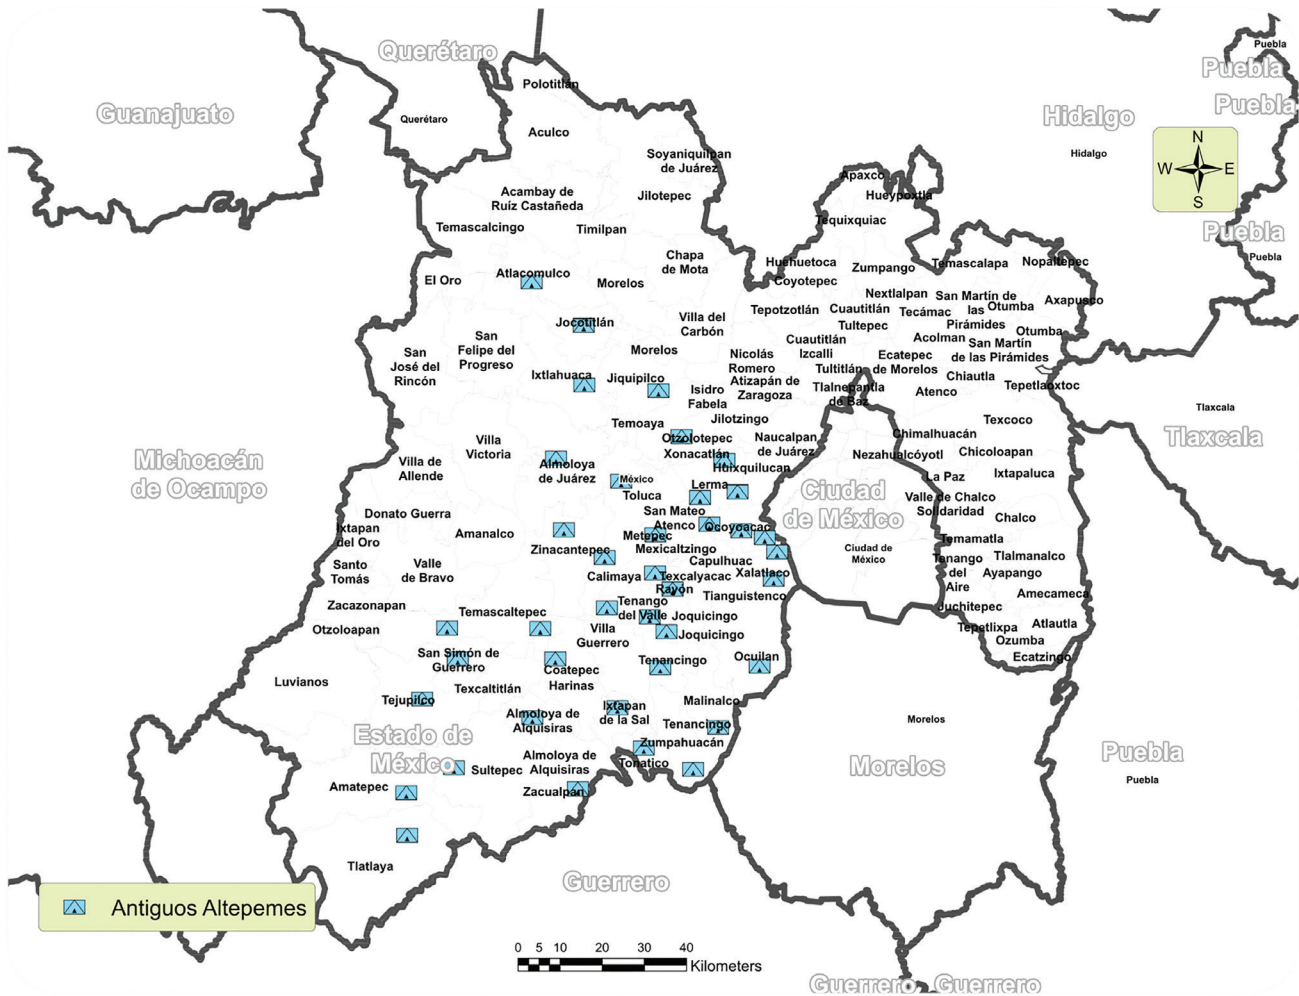 Puebla
Querétaro
Puebla
Polotitlán
Guanajuato
Puebla
Querétaro
Hidalgo
Aculco
N
Hidalgo
Soyaniquilpan
de Juárez
W
E
Apaxco
S
Acambay de
Ruíz Castañeda
Jilotepec
Hueypoxtla
Temascalcingo
Timilpan
Tequixquiac
Puebla
Chapa
de Mota
Huehuetoca
Zumpango
Temascalapa
Nopaltepec
Puebla
Atlacomulco
El Oro
Morelos
Coyotepec
Nextlalpan
San Martín de
las
Pirámides
Otumba
Axapusco
Jocotitlán
Villa del
Carbón
Tepotzotlán
Cuautitlán
Tecámac
Tultepec
Otumba
San
Felipe del
Progreso
Morelos
Cuautitlán
Izcalli
Acolman
San Martín
de las Pirámides
San
José del
Rincón
Nicolás
Romero
Ecatepec
de Morelos
Ixtlahuaca
Jiquipilco
Atizapán de
Zaragoza
Tultitlán
Chiautla
Isidro
Fabela
Tlalnepantla
de Baz
Atenco
Tepetlaoxtoc
Tlaxcala
Temoaya
Jilotzingo
Texcoco
Tlaxcala
Otzolotepec
Naucalpan
de Juárez
Chimalhuacán
Villa
Victoria
Xonacatlán
Nezahualcóyotl
Chicoloapan
Michoacán
de Ocampo
Villa de
Allende
Almoloya
de Juárez
Huixquilucan
México
Lerma
La Paz
Ixtapaluca
Toluca
Ciudad
de México
Valle de Chalco
Solidaridad
Donato Guerra
San Mateo
Atenco
Chalco
Ixtapan
del Oro
Amanalco
Ocoyoacac
Metepec
Temamatla
Zinacantepec
Mexicaltzingo
Ciudad de
México
Tenango
del
Aire
Tlalmanalco
Santo
Tomás
Valle
de Bravo
Capulhuac
Calimaya
Texcalyacac
Xalatlaco
Ayapango
Rayón
Tianguistenco
Amecameca
Zacazonapan
Temascaltepec
Tenango
del Valle
Joquicingo
Juchitepec
Otzoloapan
Villa
Guerrero
Joquicingo
Tepetlixpa
Atlautla
Ozumba
San Simón de
Guerrero
Coatepec
Harinas
Tenancingo
Ocuilan
Ecatzingo
Luvianos
Texcaltitlán
Tejupilco
Ixtapan
de la Sal
Malinalco
Almoloya de
Alquisiras
Tenancingo
Morelos
Estado de
México
Zumpahuacán
Puebla
Almoloya de
Alquisiras
Tonatico
Sultepec
Morelos
Puebla
Amatepec
Zacualpan
Tlatlaya
Guerrero
Antiguos Altepemes
0 5 10 20 30 40
Kilometers
Guerrero
Guerrero